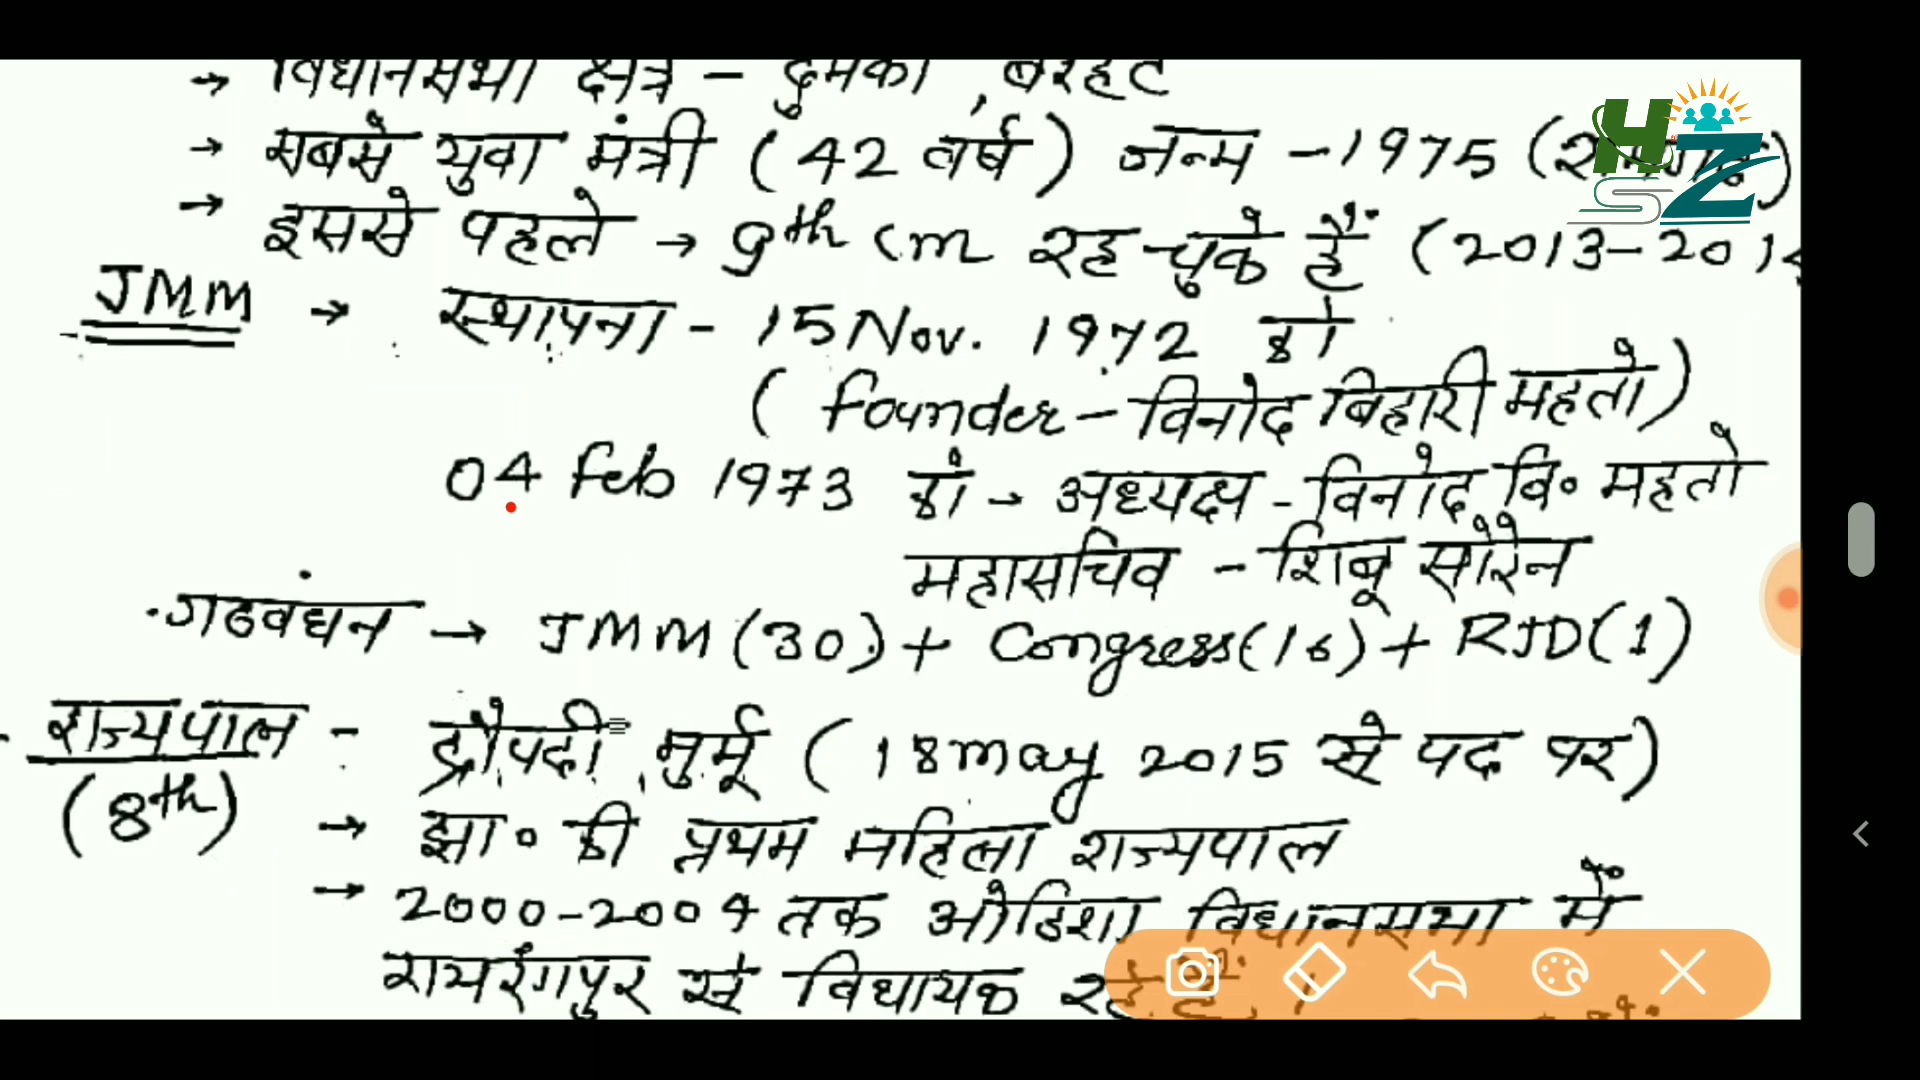 → विधानसभा क्षेत्र - दुमका, बरहेट
→ सबसे युवा मंत्री (42 वर्ष) जन्म - 1975 (रामगढ़)
→ इससे पहले → 9th CM रह चुके हैं (2013-2014
JMM → स्थापना - 15 Nov. 1972 को
(founder - विनोद बिहारी महतो)
04 feb 1973 को → अध्यक्ष - विनोद वि० महतो
महासचिव - शिबू सोरेन
गठबंधन → JMM (30) + Congress (16) + RJD (1)
राज्यपाल - द्रौपदी मुर्मू (18 may 2015 से पद पर)
(8th) → झा० की प्रथम महिला राज्यपाल
→ 2000-2004 तक ओडिशा विधानसभा में
रायरंगपुर से विधायक
HSZ